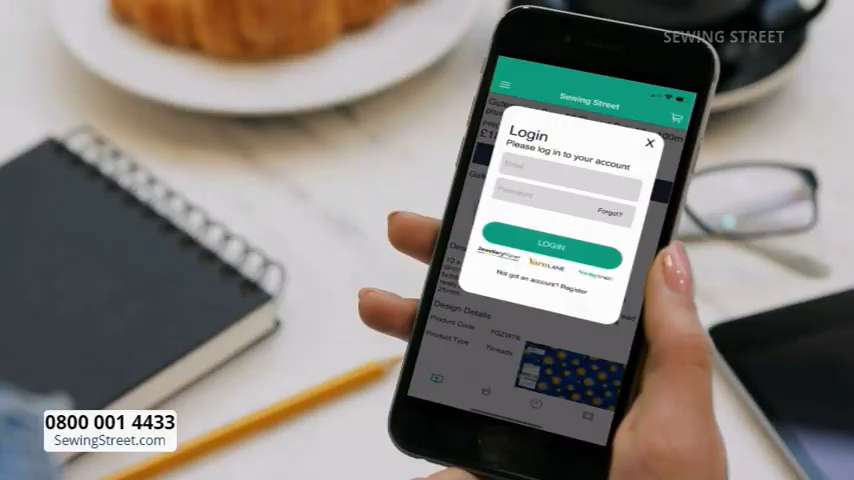 SEWING STREET
Sewing Street
Login
Please log in to your account
Email
Password
Forgot?
LOGIN
Not got an account? Register
Design Details
Product Code YGZW76
Product Type Threads
0800 001 4433
SewingStreet.com